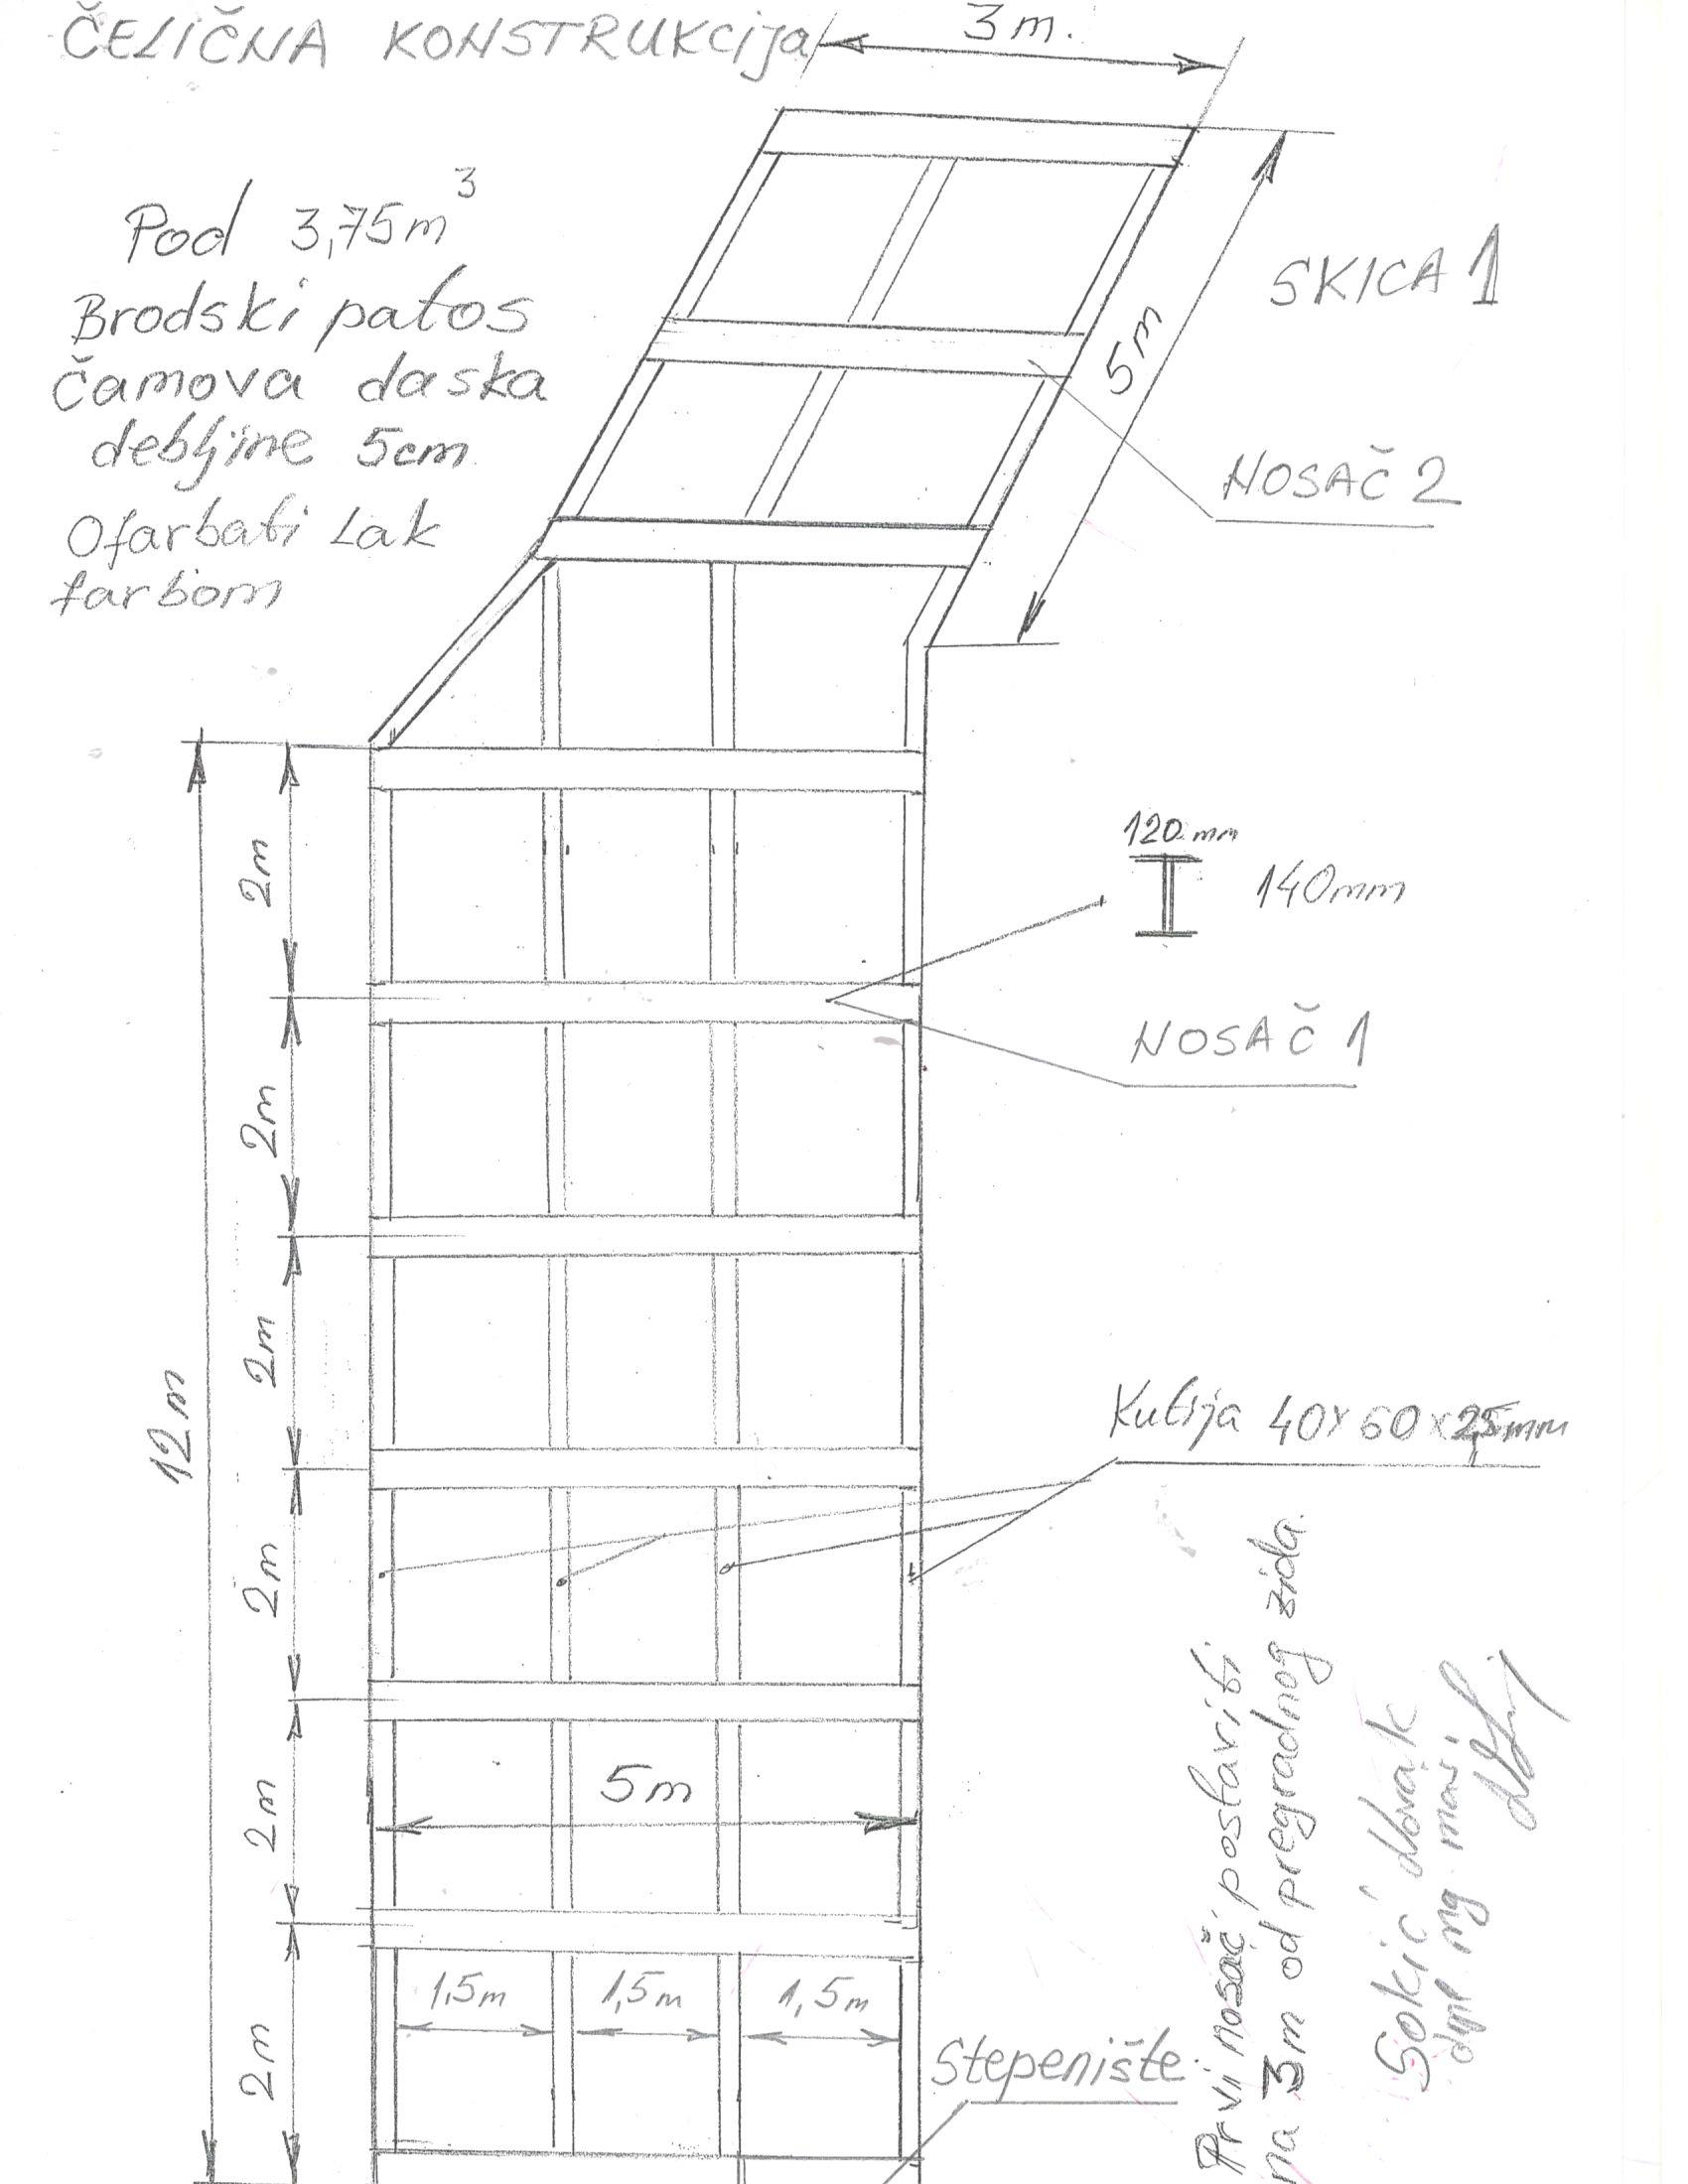 ČELIČNA KONSTRUKCija
3m.
Pod 3,75m³
Brodski patos
čamova daska
debljine 5cm
Ofarbati Lak
farbom
SKICA 1
5m
NOSAČ 2
120 mm
140mm
NOSAČ 1
2m
2m
2m
2m
2m
2m
12m
Kutija 40x60x2,5mm
5m
1,5m 1,5m 1,5m
Stepenište
Prvi nosač postaviti
na 3m od pregradnog zida.
Sokić Novak